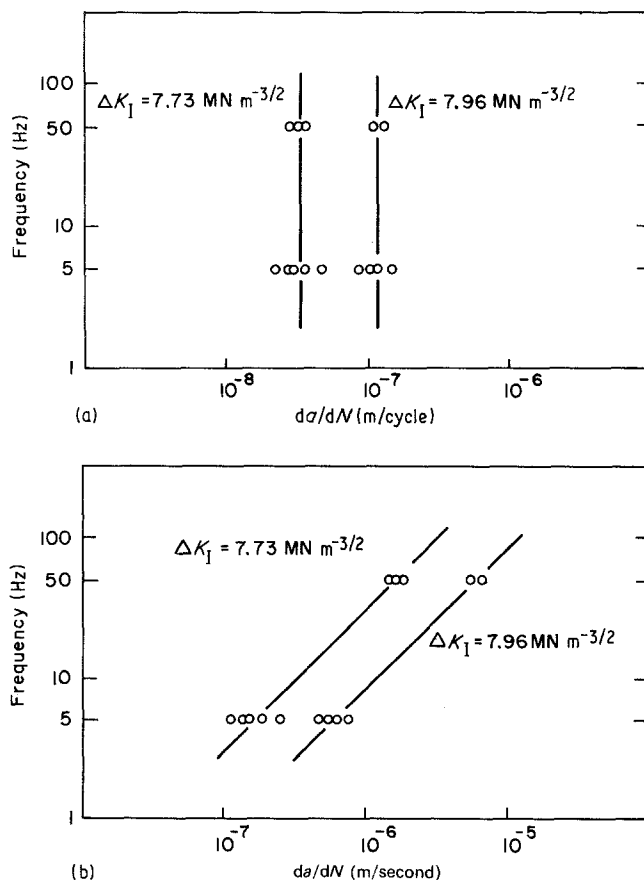 100
ΔK_I = 7.73 MN m^-3/2
ΔK_I = 7.96 MN m^-3/2
50
Frequency (Hz)
10
5
1
10^-8
10^-7
10^-6
(a)
da/dN (m/cycle)
100
ΔK_I = 7.73 MN m^-3/2
50
Frequency (Hz)
ΔK_I = 7.96 MN m^-3/2
10
5
1
10^-7
10^-6
10^-5
(b)
da/dN (m/second)